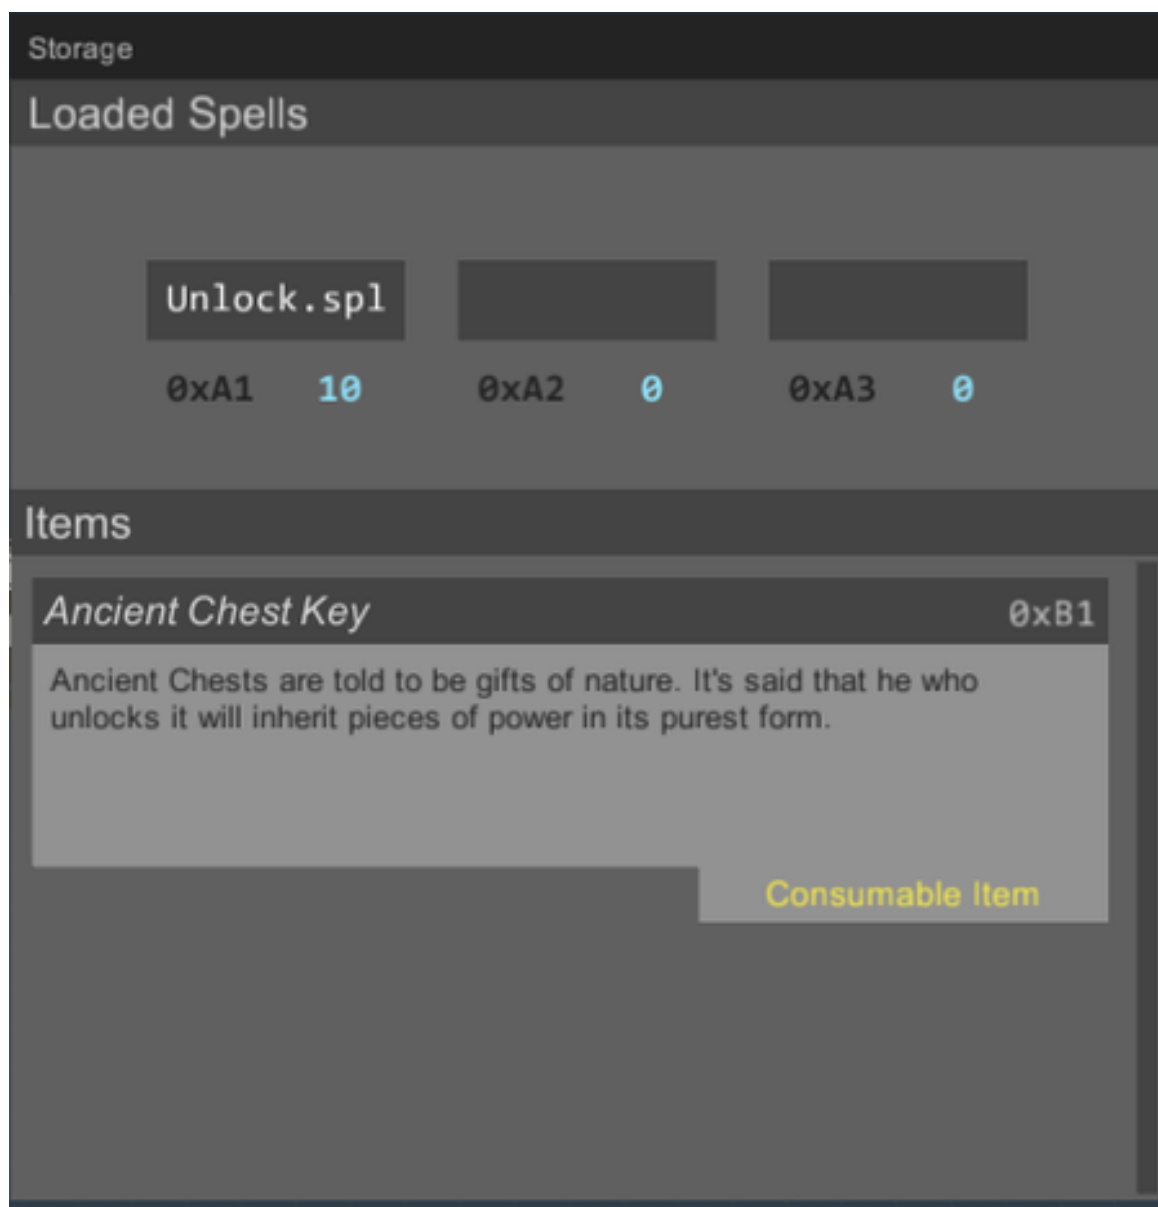 Storage
Loaded Spells
Unlock.spl
0xA1 10 0xA2 0 0xA3 0
Items
Ancient Chest Key 0xB1
Ancient Chests are told to be gifts of nature. It's said that he who
unlocks it will inherit pieces of power in its purest form.
Consumable Item